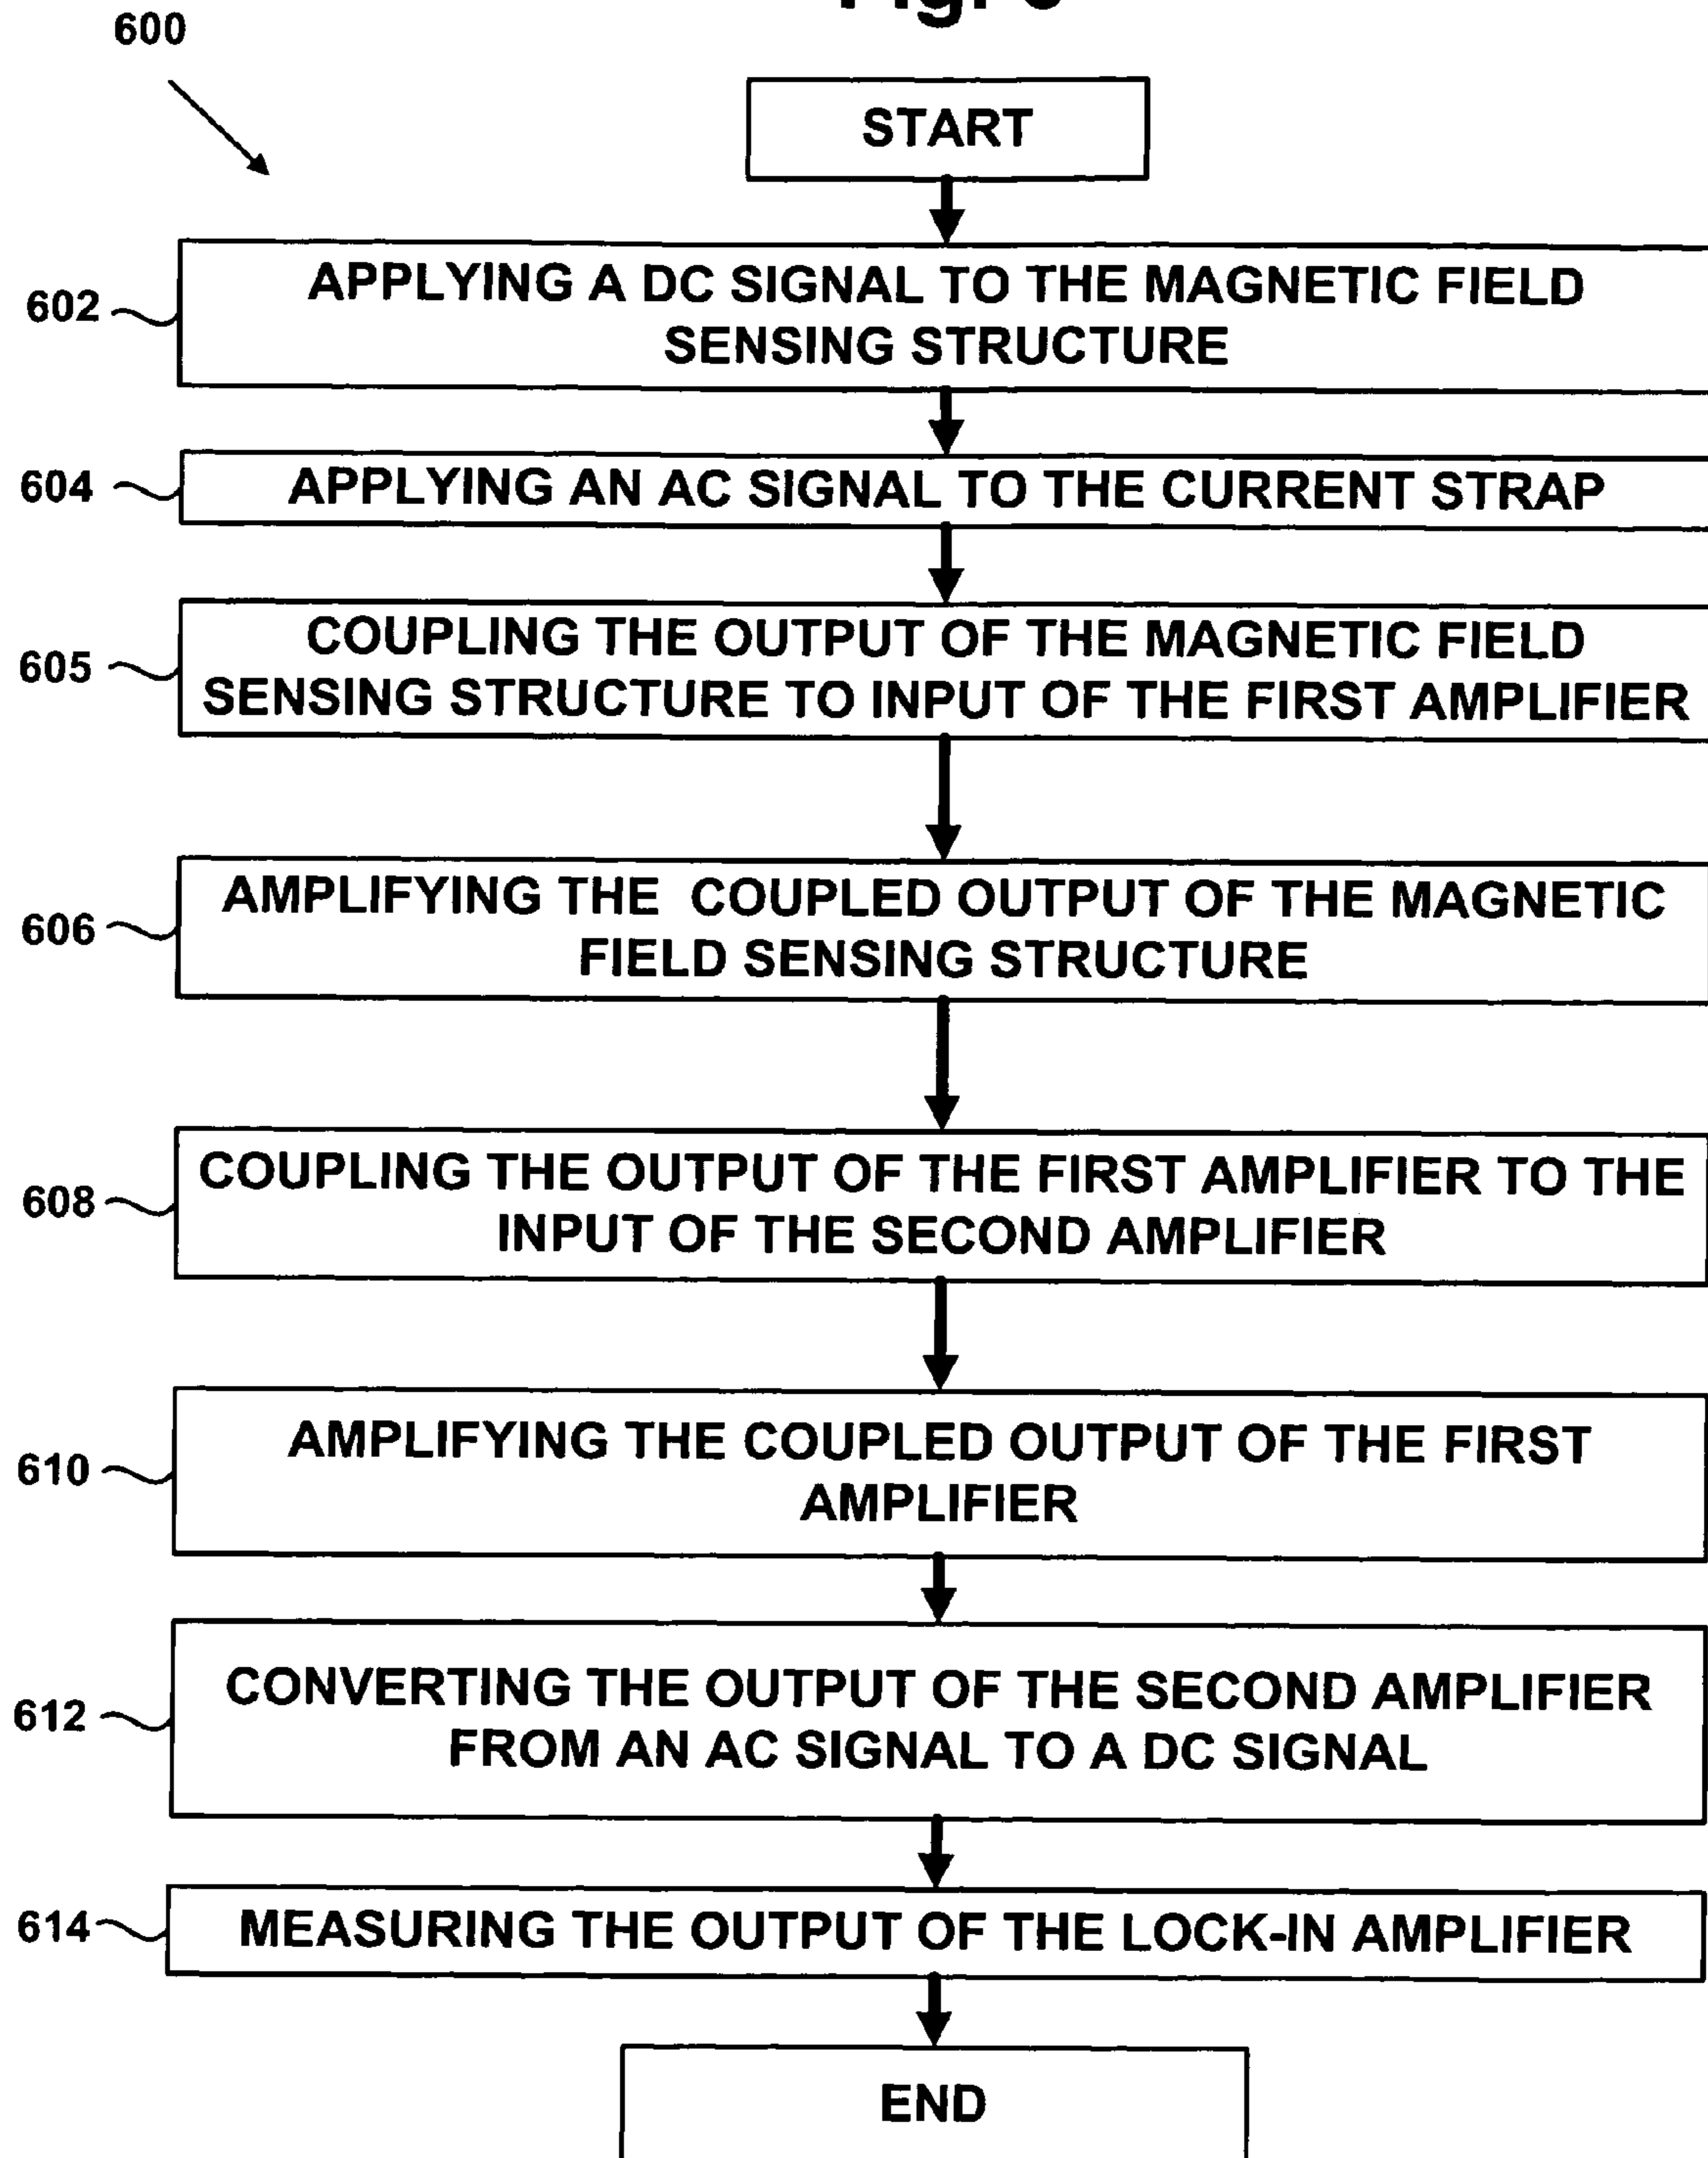 600
START
602
APPLYING A DC SIGNAL TO THE MAGNETIC FIELD
SENSING STRUCTURE
604
APPLYING AN AC SIGNAL TO THE CURRENT STRAP
605
COUPLING THE OUTPUT OF THE MAGNETIC FIELD
SENSING STRUCTURE TO INPUT OF THE FIRST AMPLIFIER
606
AMPLIFYING THE COUPLED OUTPUT OF THE MAGNETIC
FIELD SENSING STRUCTURE
608
COUPLING THE OUTPUT OF THE FIRST AMPLIFIER TO THE
INPUT OF THE SECOND AMPLIFIER
610
AMPLIFYING THE COUPLED OUTPUT OF THE FIRST
AMPLIFIER
612
CONVERTING THE OUTPUT OF THE SECOND AMPLIFIER
FROM AN AC SIGNAL TO A DC SIGNAL
614
MEASURING THE OUTPUT OF THE LOCK-IN AMPLIFIER
END